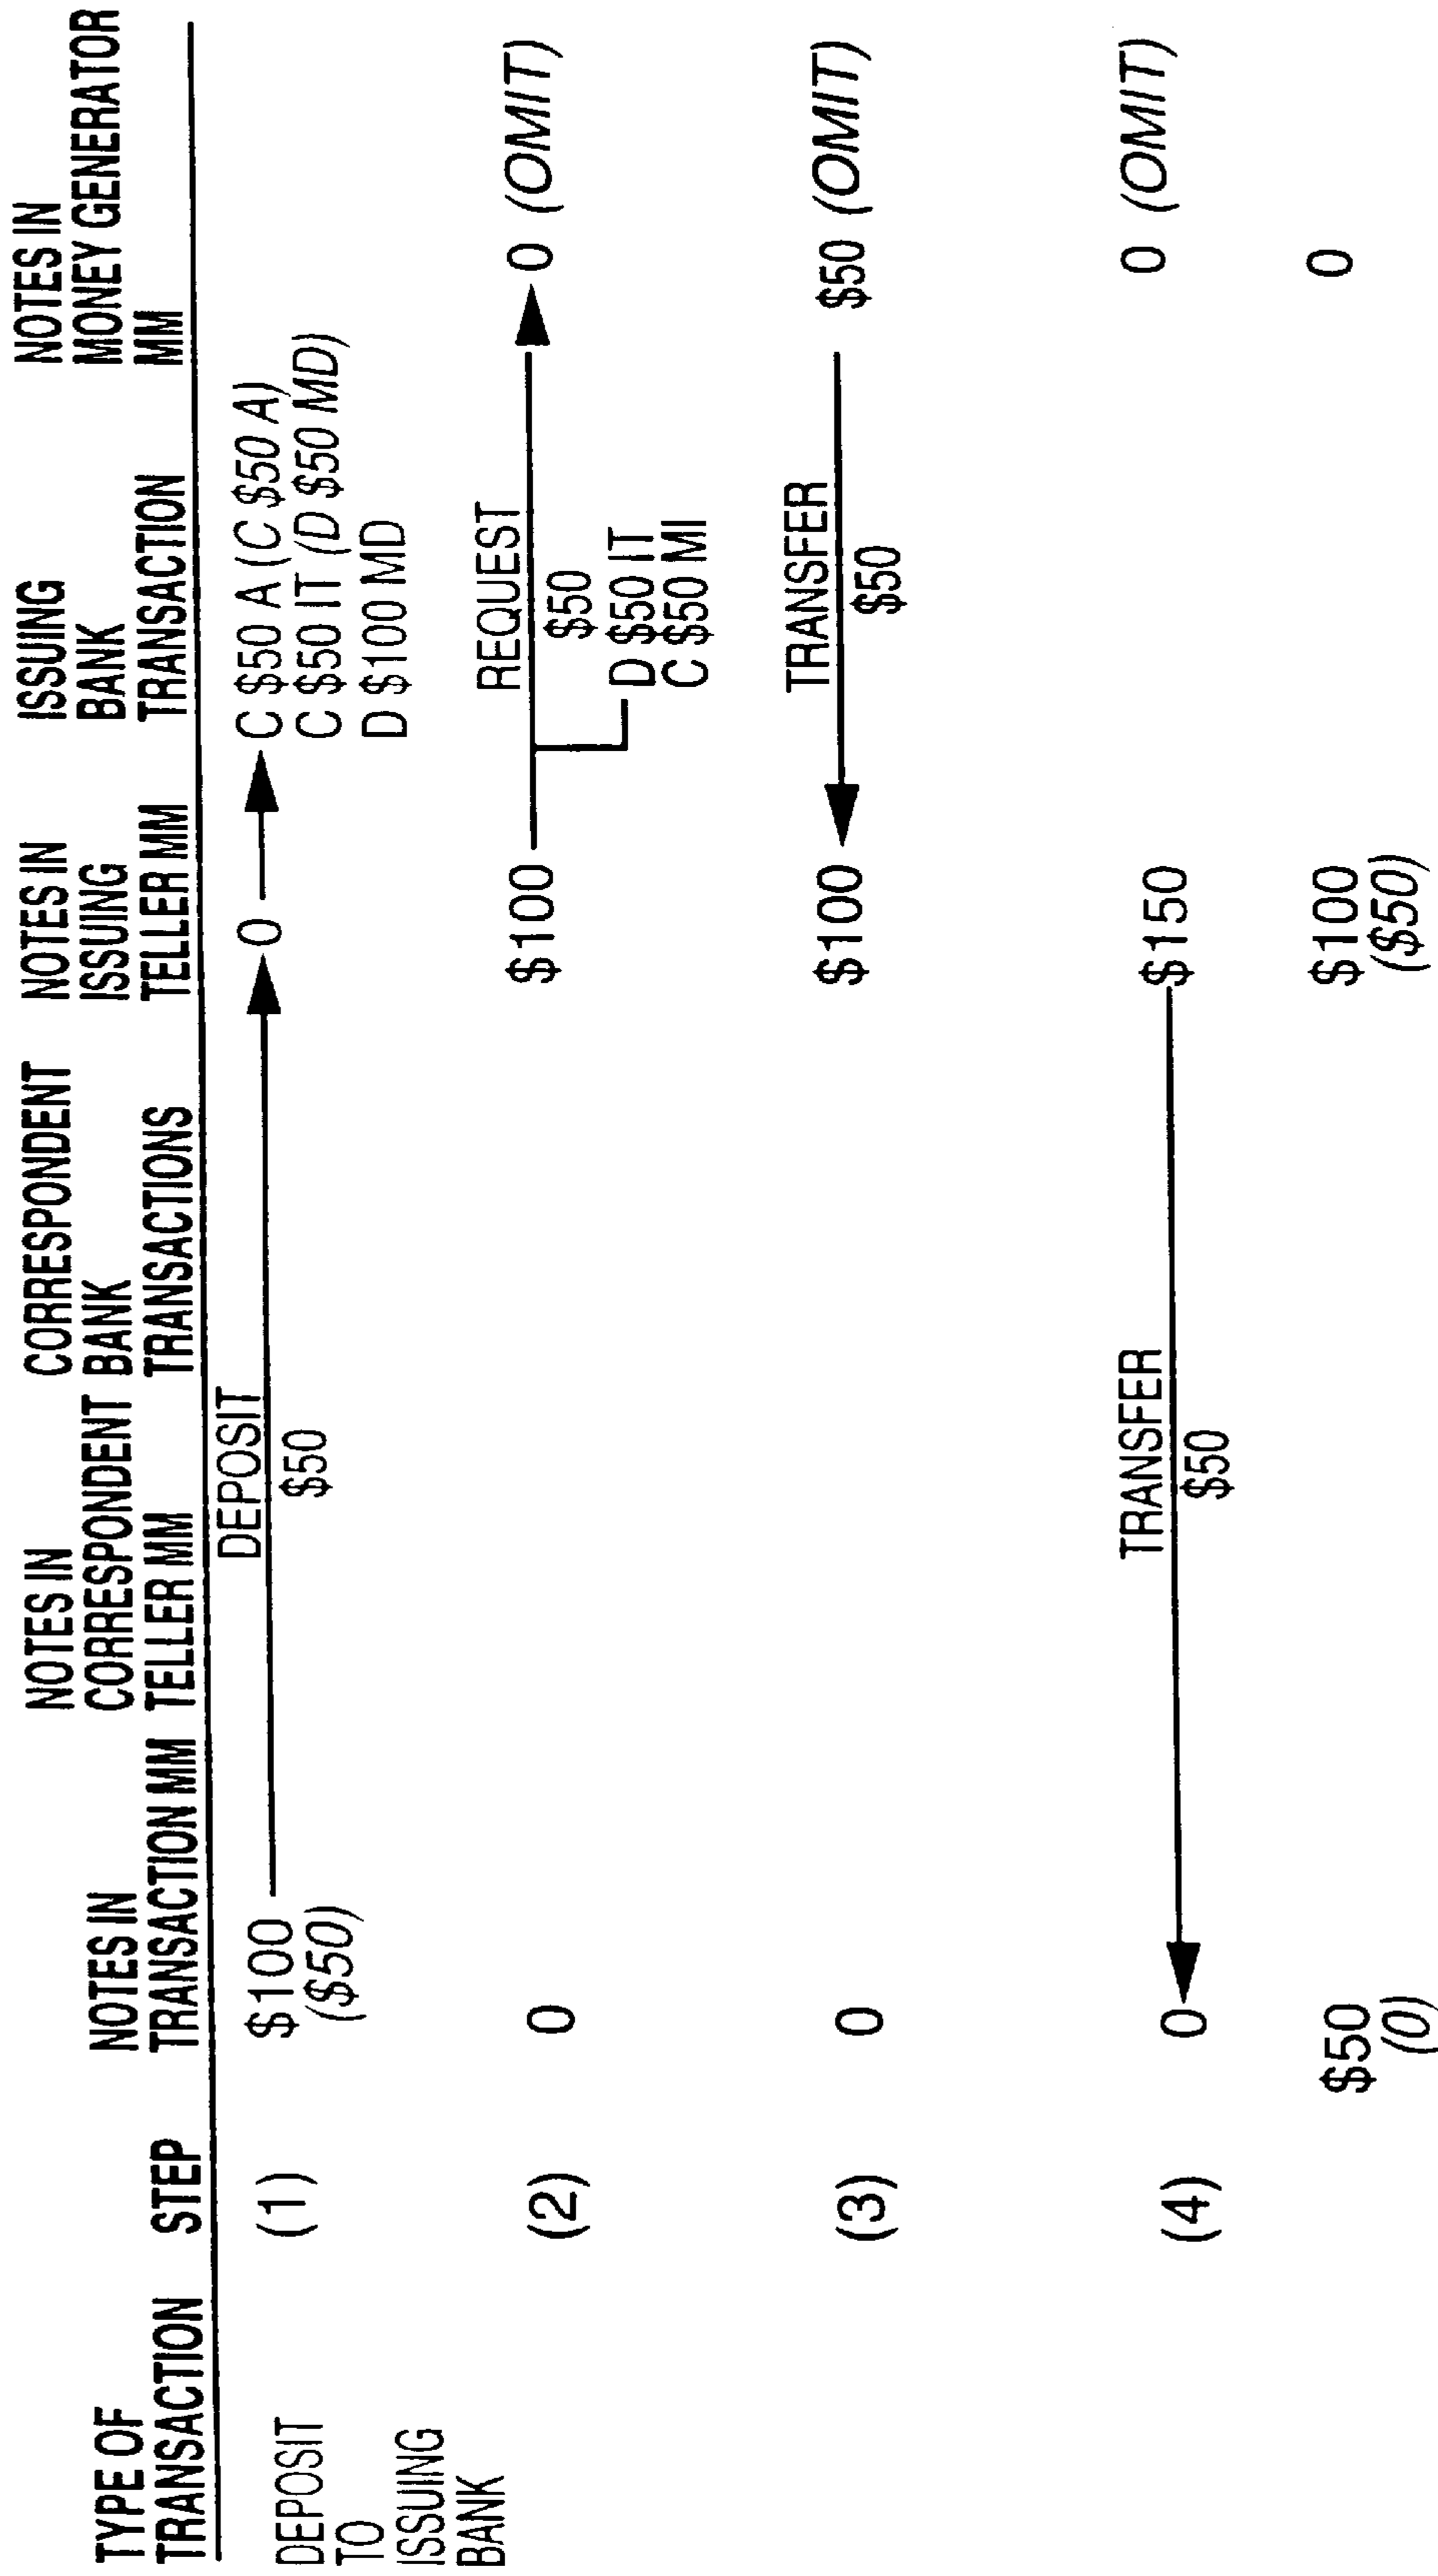 TYPE OF
TRANSACTION
STEP
NOTES IN
TRANSACTION MM
NOTES IN
CORRESPONDENT
TELLER MM
CORRESPONDENT
BANK
TRANSACTIONS
NOTES IN
ISSUING
TELLER MM
ISSUING
BANK
TRANSACTION
NOTES IN
MONEY GENERATOR
MM
DEPOSIT
TO
ISSUING
BANK
(1)
$100
($50)
DEPOSIT
$50
0
C $50 A (C $50 A)
C $50 IT (D $50 MD)
D $100 MD
(2)
0
$100
REQUEST
$50
D $50 IT
C $50 MI
0 (OMIT)
(3)
0
$100
TRANSFER
$50
$50 (OMIT)
(4)
0
TRANSFER
$50
$150
0 (OMIT)
$50
(0)
$100
($50)
0